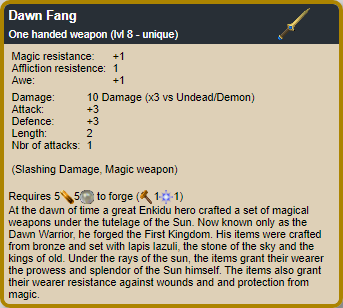 Dawn Fang
One handed weapon (lvl 8 - unique)
Magic resistance: +1
Affliction resistence: 1
Awe: +1
Damage: 10 Damage (x3 vs Undead/Demon)
Attack: +3
Defence: +3
Length: 2
Nbr of attacks: 1
(Slashing Damage, Magic weapon)
Requires 5 5 to forge ( 1 1)
At the dawn of time a great Enkidu hero crafted a set of magical
weapons under the tutelage of the Sun. Now known only as the
Dawn Warrior, he forged the First Kingdom. His items were crafted
from bronze and set with lapis lazuli, the stone of the sky and the
kings of old. Under the rays of the sun, the items grant their wearer
the prowess and splendor of the Sun himself. The items also grant
their wearer resistance against wounds and and protection from
magic.